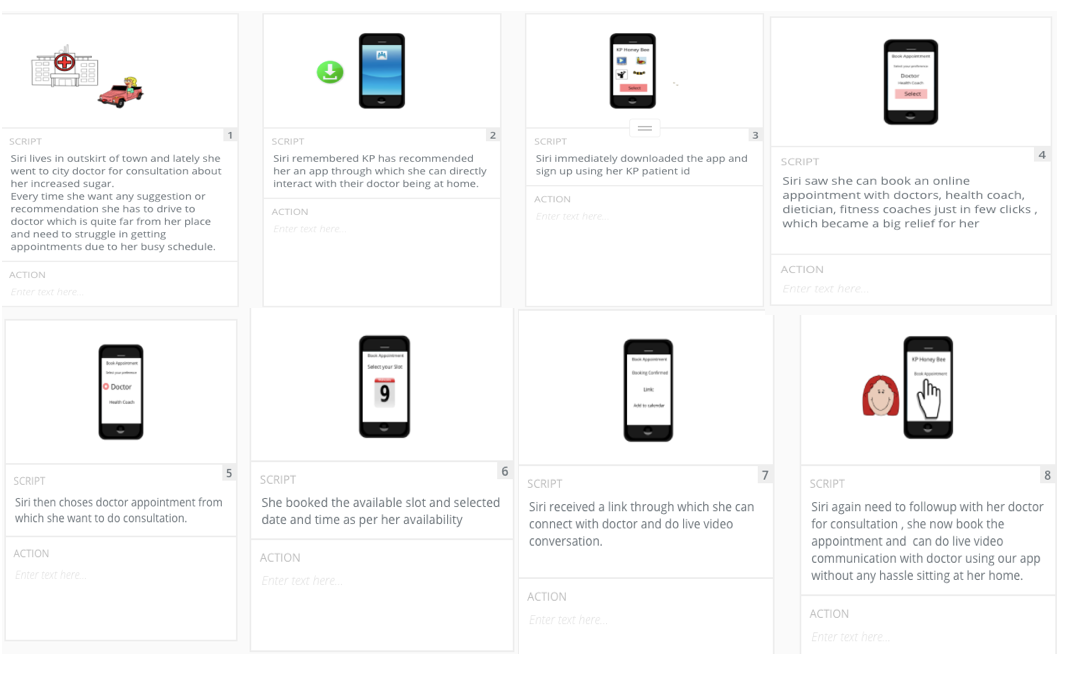 1
SCRIPT
Siri lives in outskirt of town and lately she
went to city doctor for consultation about
her increased sugar.
Every time she want any suggestion or
recommendation she has to drive to
doctor which is quite far from her place
and need to struggle in getting
appointments due to her busy schedule.
ACTION
Enter text here...
2
SCRIPT
Siri remembered KP has recommended
her an app through which she can directly
interact with their doctor being at home.
ACTION
Enter text here...
KP Honey Bee
Select
3
SCRIPT
Siri immediately downloaded the app and
sign up using her KP patient id
ACTION
Enter text here...
Book Appointment
Select your preference
Doctor
Health Coach
Select
4
SCRIPT
Siri saw she can book an online
appointment with doctors, health coach,
dietician, fitness coaches just in few clicks ,
which became a big relief for her
ACTION
Enter text here...
Book Appointment
Select your preference
Doctor
Health Coach
5
SCRIPT
Siri then choses doctor appointment from
which she want to do consultation.
ACTION
Enter text here...
Book Appointment
Select your Slot
9
6
SCRIPT
She booked the available slot and selected
date and time as per her availability
ACTION
Enter text here...
Book Appointment
Booking Confirmed
Link:
Add to calendar
7
SCRIPT
Siri received a link through which she can
connect with doctor and do live video
conversation.
ACTION
Enter text here...
KP Honey Bee
Book Appointment
8
SCRIPT
Siri again need to followup with her doctor
for consultation , she now book the
appointment and can do live video
communication with doctor using our app
without any hassle sitting at her home.
ACTION
Enter text here...